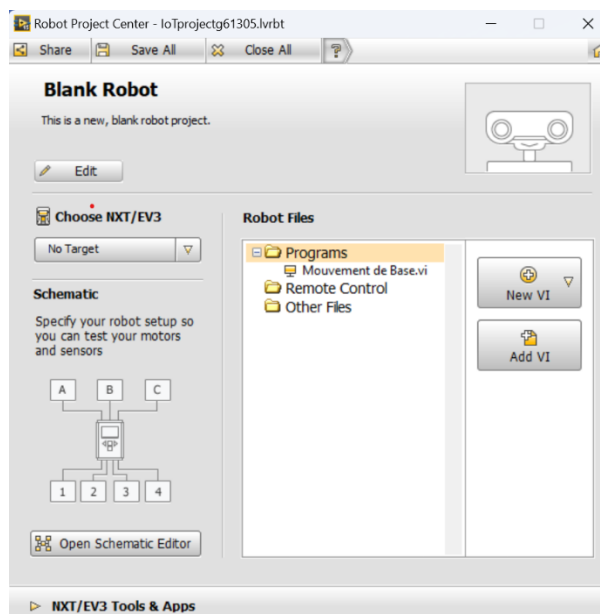 Robot Project Center - IoTprojectg61305.lvrbt
Share Save All Close All ?
Blank Robot
This is a new, blank robot project.
Edit
Choose NXT/EV3
No Target
Schematic
Specify your robot setup so
you can test your motors
and sensors
A B C
1 2 3 4
Open Schematic Editor
Robot Files
Programs
Mouvement de Base.vi
Remote Control
Other Files
New VI
Add VI
NXT/EV3 Tools & Apps